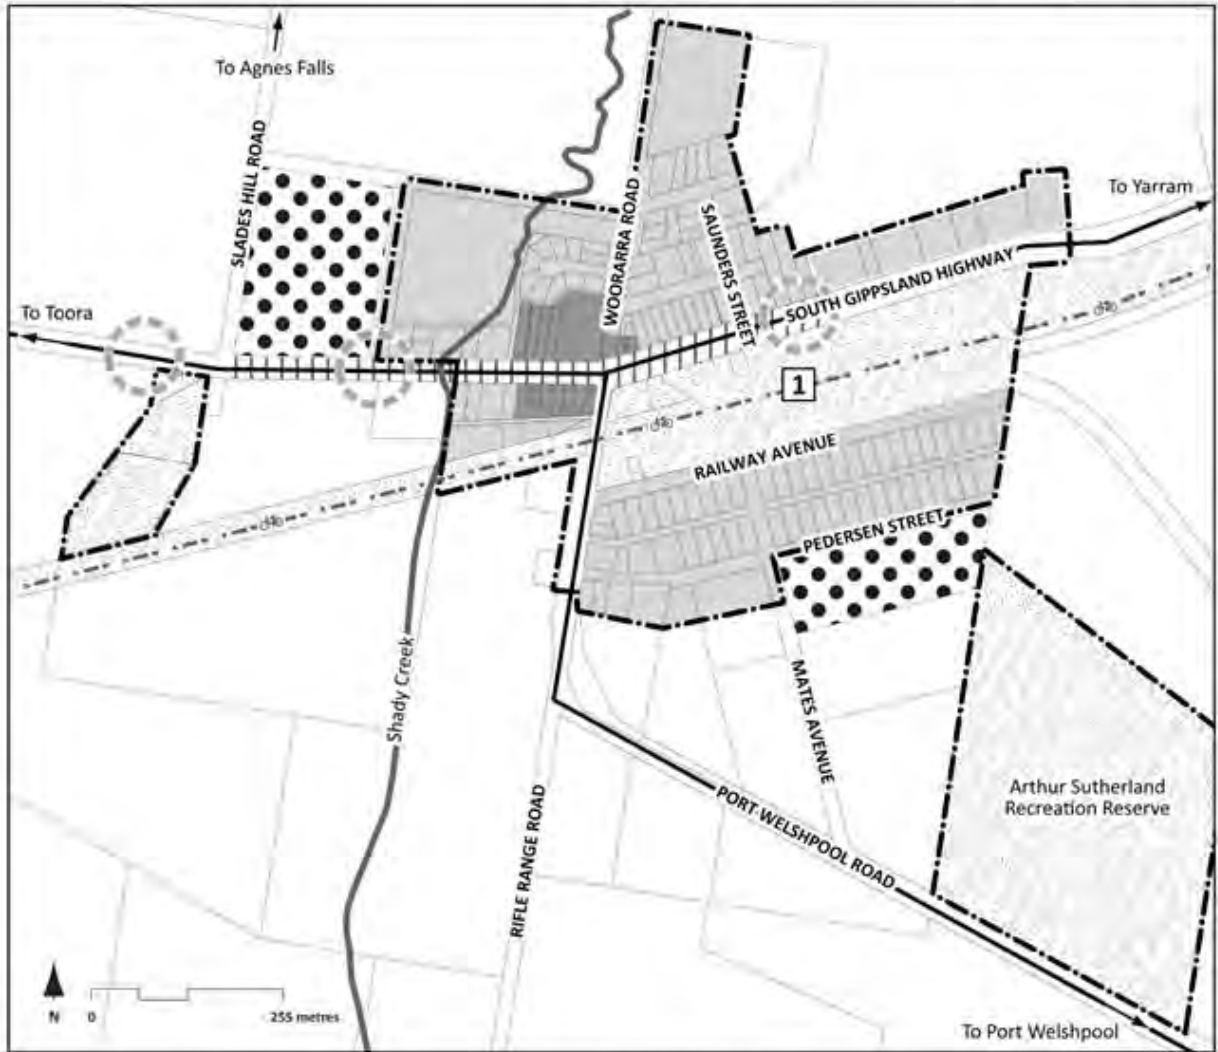 To Agnes Falls
SLADES HILL ROAD
WOORARRA ROAD
To Yarram
SAUNDERS STREET
SOUTH GIPPSLAND HIGHWAY
To Toora
1
RAILWAY AVENUE
PEDERSEN STREET
Shady Creek
MATES AVENUE
Arthur Sutherland
Recreation Reserve
PORT WELSHPOOL ROAD
RIFLE RANGE ROAD
N
0
255 metres
To Port Welshpool